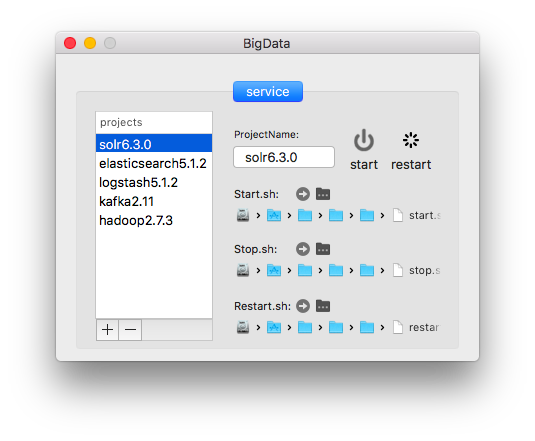 BigData
service
projects
solr6.3.0
elasticsearch5.1.2
logstash5.1.2
kafka2.11
hadoop2.7.3
ProjectName:
solr6.3.0
start restart
Start.sh:
start.s
Stop.sh:
stop.s
Restart.sh:
restar